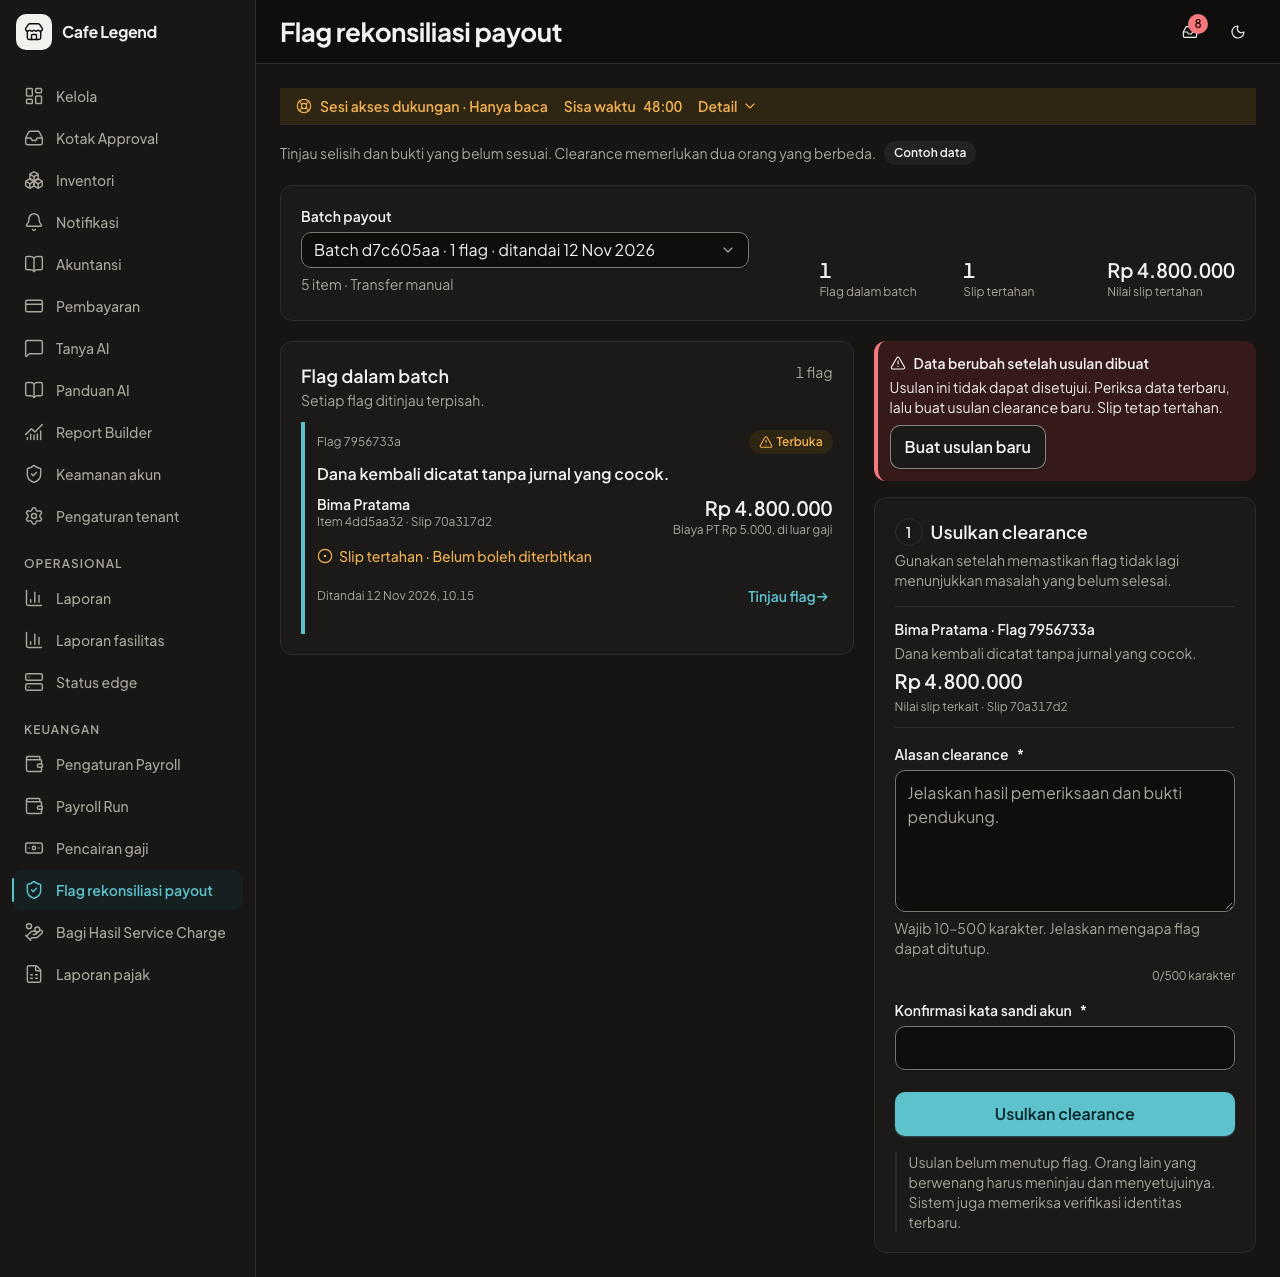 Cafe Legend
Kelola
Kotak Approval
Inventori
Notifikasi
Akuntansi
Pembayaran
Tanya AI
Panduan AI
Report Builder
Keamanan akun
Pengaturan tenant
OPERASIONAL
Laporan
Laporan fasilitas
Status edge
KEUANGAN
Pengaturan Payroll
Payroll Run
Pencairan gaji
Flag rekonsiliasi payout
Bagi Hasil Service Charge
Laporan pajak
Flag rekonsiliasi payout
8
Sesi akses dukungan · Hanya baca Sisa waktu 48:00 Detail
Tinjau selisih dan bukti yang belum sesuai. Clearance memerlukan dua orang yang berbeda. Contoh data
Batch payout
Batch d7c605aa · 1 flag · ditandai 12 Nov 2026
5 item · Transfer manual
1
Flag dalam batch
1
Slip tertahan
Rp 4.800.000
Nilai slip tertahan
Flag dalam batch
1 flag
Setiap flag ditinjau terpisah.
Flag 7956733a
Terbuka
Dana kembali dicatat tanpa jurnal yang cocok.
Bima Pratama
Item 4dd5aa32 · Slip 70a317d2
Rp 4.800.000
Biaya PT Rp 5.000, di luar gaji
Slip tertahan · Belum boleh diterbitkan
Ditandai 12 Nov 2026, 10.15
Tinjau flag→
Data berubah setelah usulan dibuat
Usulan ini tidak dapat disetujui. Periksa data terbaru,
lalu buat usulan clearance baru. Slip tetap tertahan.
Buat usulan baru
1 Usulkan clearance
Gunakan setelah memastikan flag tidak lagi
menunjukkan masalah yang belum selesai.
Bima Pratama · Flag 7956733a
Dana kembali dicatat tanpa jurnal yang cocok.
Rp 4.800.000
Nilai slip terkait · Slip 70a317d2
Alasan clearance *
Jelaskan hasil pemeriksaan dan bukti
pendukung.
Wajib 10–500 karakter. Jelaskan mengapa flag
dapat ditutup.
0/500 karakter
Konfirmasi kata sandi akun *
Usulkan clearance
Usulan belum menutup flag. Orang lain yang
berwenang harus meninjau dan menyetujuinya.
Sistem juga memeriksa verifikasi identitas
terbaru.